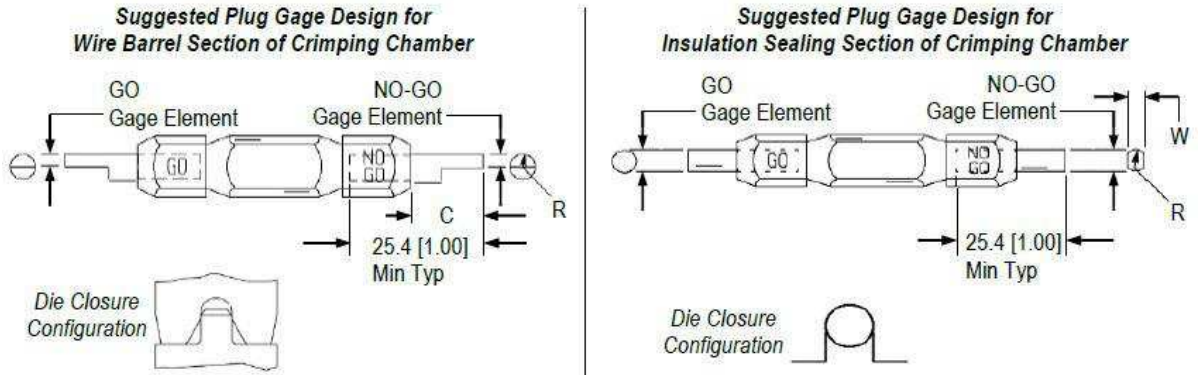 Suggested Plug Gage Design for
Wire Barrel Section of Crimping Chamber
GO
Gage Element
NO-GO
Gage Element
GO
NO
GO
C
R
25.4 [1.00]
Min Typ
Die Closure
Configuration
Suggested Plug Gage Design for
Insulation Sealing Section of Crimping Chamber
GO
Gage Element
NO-GO
Gage Element
W
GO
NO
GO
R
25.4 [1.00]
Min Typ
Die Closure
Configuration